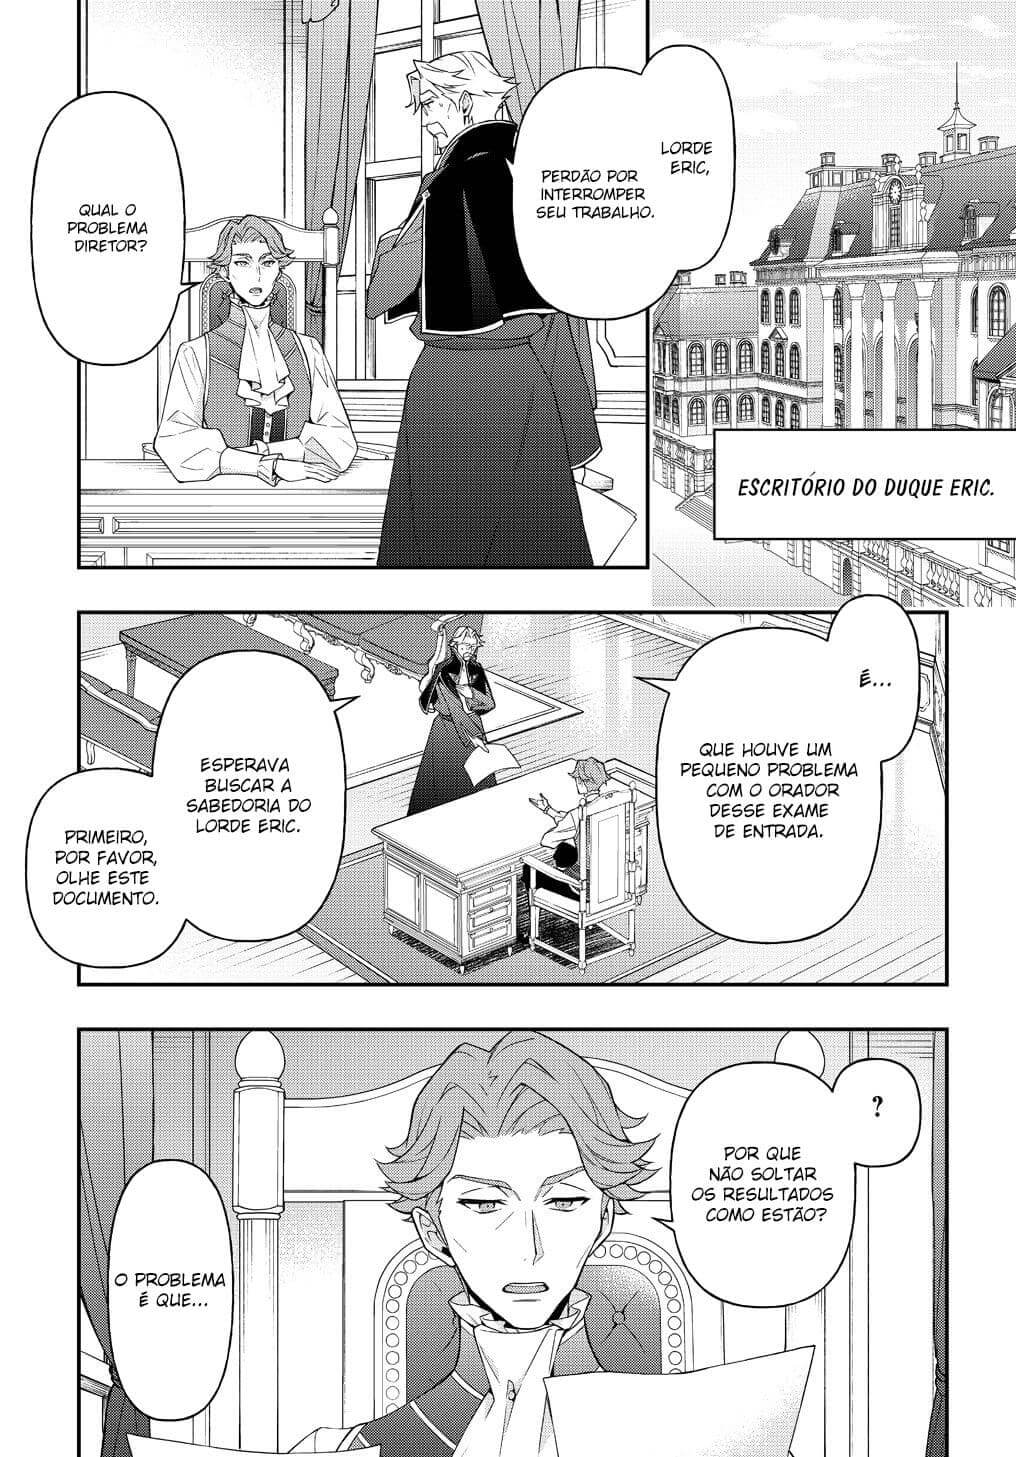 ESCRITÓRIO DO DUQUE ERIC.
LORDE
ERIC,
PERDÃO POR
INTERROMPER
SEU TRABALHO.
QUAL O
PROBLEMA
DIRETOR?
É...
QUE HOUVE UM
PEQUENO PROBLEMA
COM O ORADOR
DESSE EXAME
DE ENTRADA.
ESPERAVA
BUSCAR A
SABEDORIA DO
LORDE ERIC.
PRIMEIRO,
POR FAVOR,
OLHE ESTE
DOCUMENTO.
?
POR QUE
NÃO SOLTAR
OS RESULTADOS
COMO ESTÃO?
O PROBLEMA
É QUE...